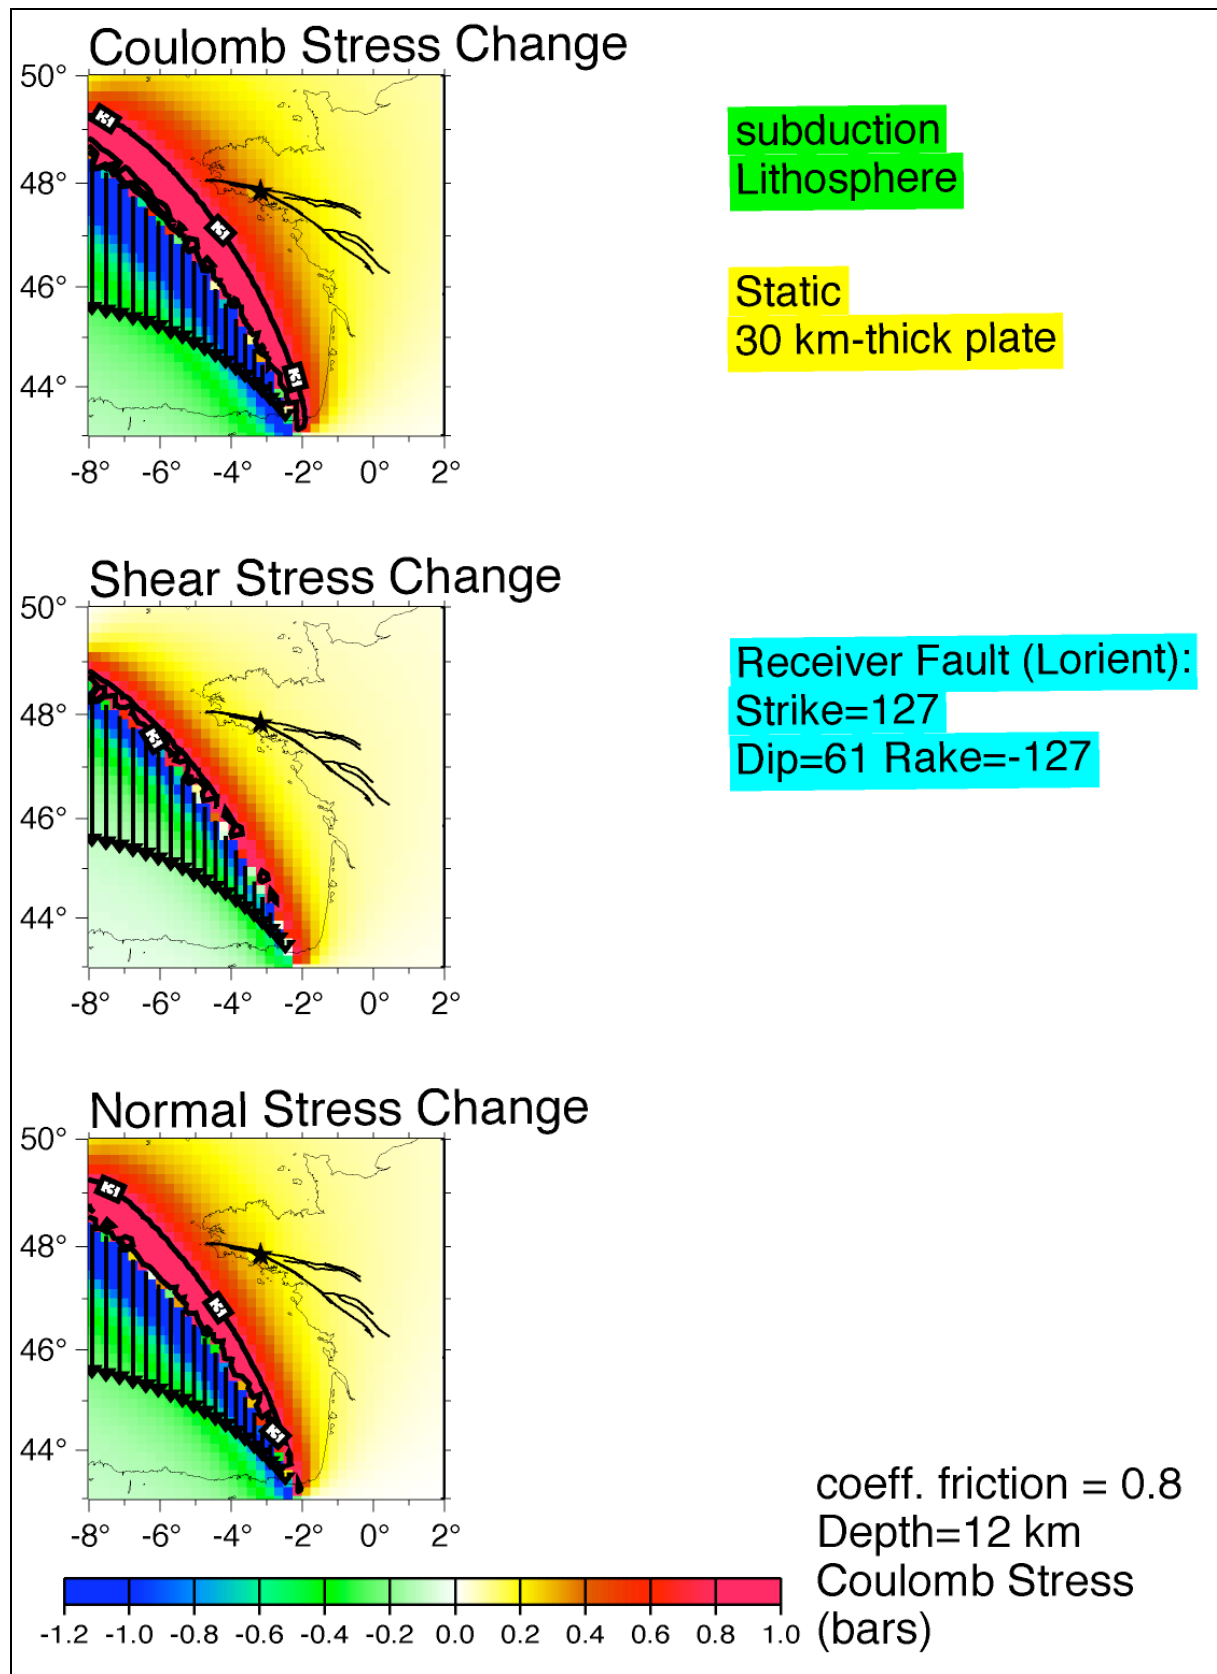 Coulomb Stress Change
50°
48°
46°
44°
-8° -6° -4° -2° 0° 2°
subduction
Lithosphere
Static
30 km-thick plate
Shear Stress Change
50°
48°
46°
44°
-8° -6° -4° -2° 0° 2°
Receiver Fault (Lorient):
Strike=127
Dip=61 Rake=-127
Normal Stress Change
50°
48°
46°
44°
-8° -6° -4° -2° 0° 2°
coeff. friction = 0.8
Depth=12 km
Coulomb Stress
(bars)
-1.2 -1.0 -0.8 -0.6 -0.4 -0.2 0.0 0.2 0.4 0.6 0.8 1.0